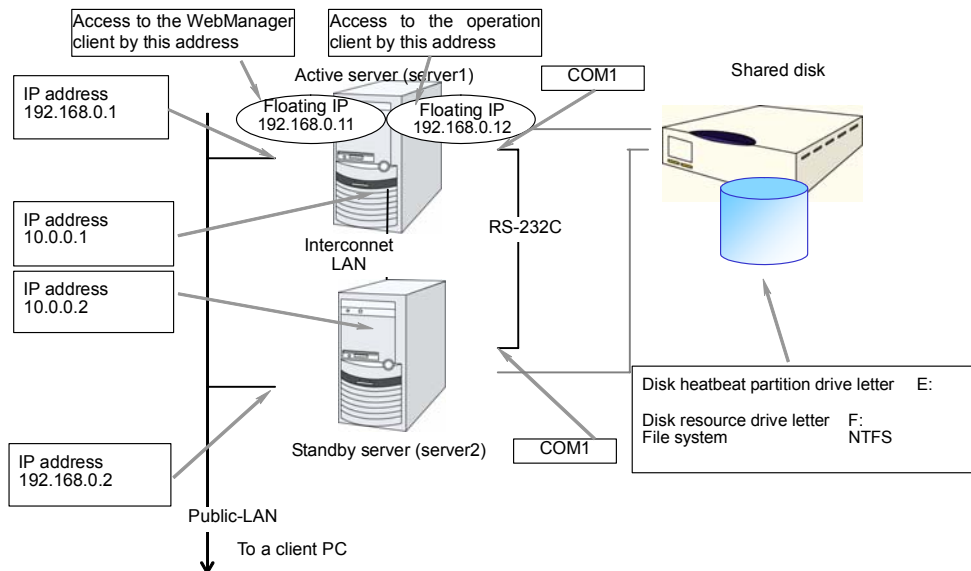 Access to the WebManager
client by this address
Access to the operation
client by this address
Active server (server1)
COM1
Shared disk
IP address
192.168.0.1
Floating IP
192.168.0.11
Floating IP
192.168.0.12
IP address
10.0.0.1
RS-232C
Interconnet
LAN
IP address
10.0.0.2
Disk heatbeat partition drive letter E:
Disk resource drive letter F:
File system NTFS
Standby server (server2)
COM1
IP address
192.168.0.2
Public-LAN
To a client PC